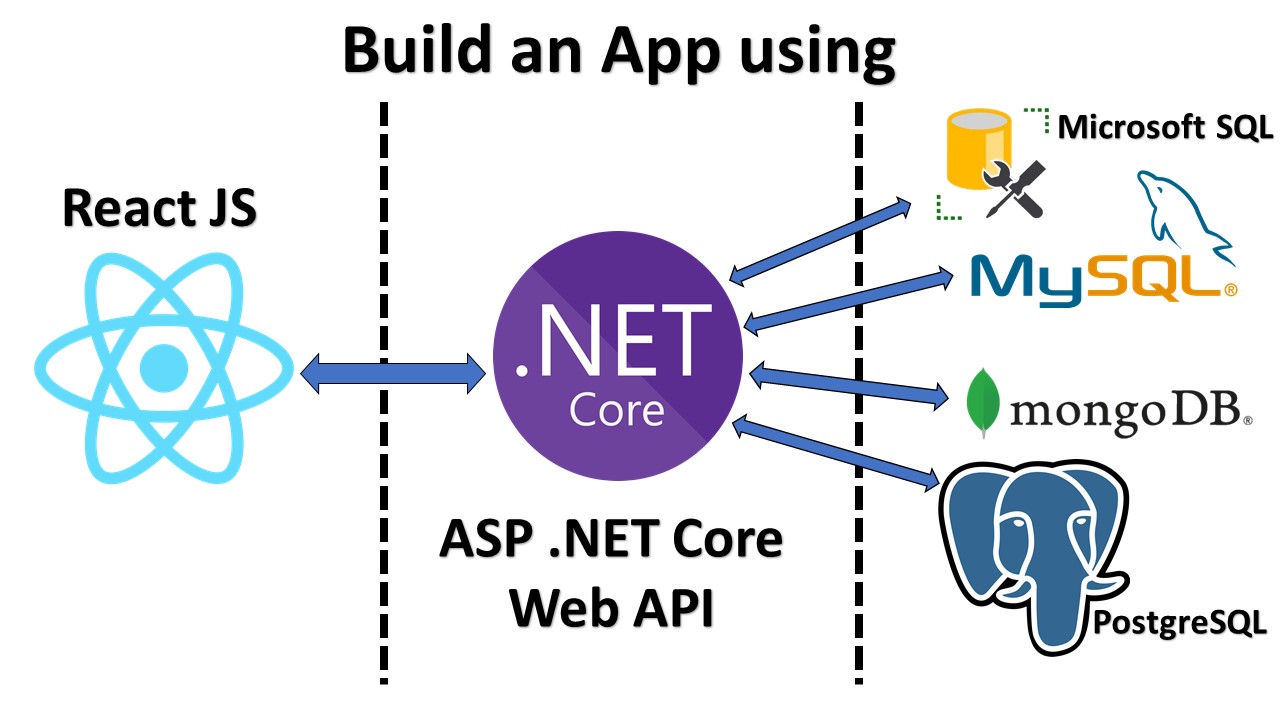 Build an App using
React JS
.NET
Core
ASP .NET Core
Web API
Microsoft SQL
MySQL®
mongoDB®
PostgreSQL